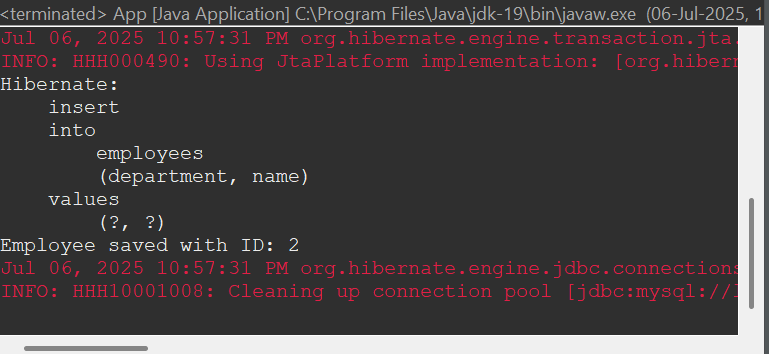 <terminated> App [Java Application] C:\Program Files\Java\jdk-19\bin\javaw.exe (06-Jul-2025, 1
Jul 06, 2025 10:57:31 PM org.hibernate.engine.transaction.jta.
INFO: HHH000490: Using JtaPlatform implementation: [org.hibern
Hibernate:
    insert
    into
        employees
        (department, name)
    values
        (?, ?)
Employee saved with ID: 2
Jul 06, 2025 10:57:31 PM org.hibernate.engine.jdbc.connections
INFO: HHH10001008: Cleaning up connection pool [jdbc:mysql://